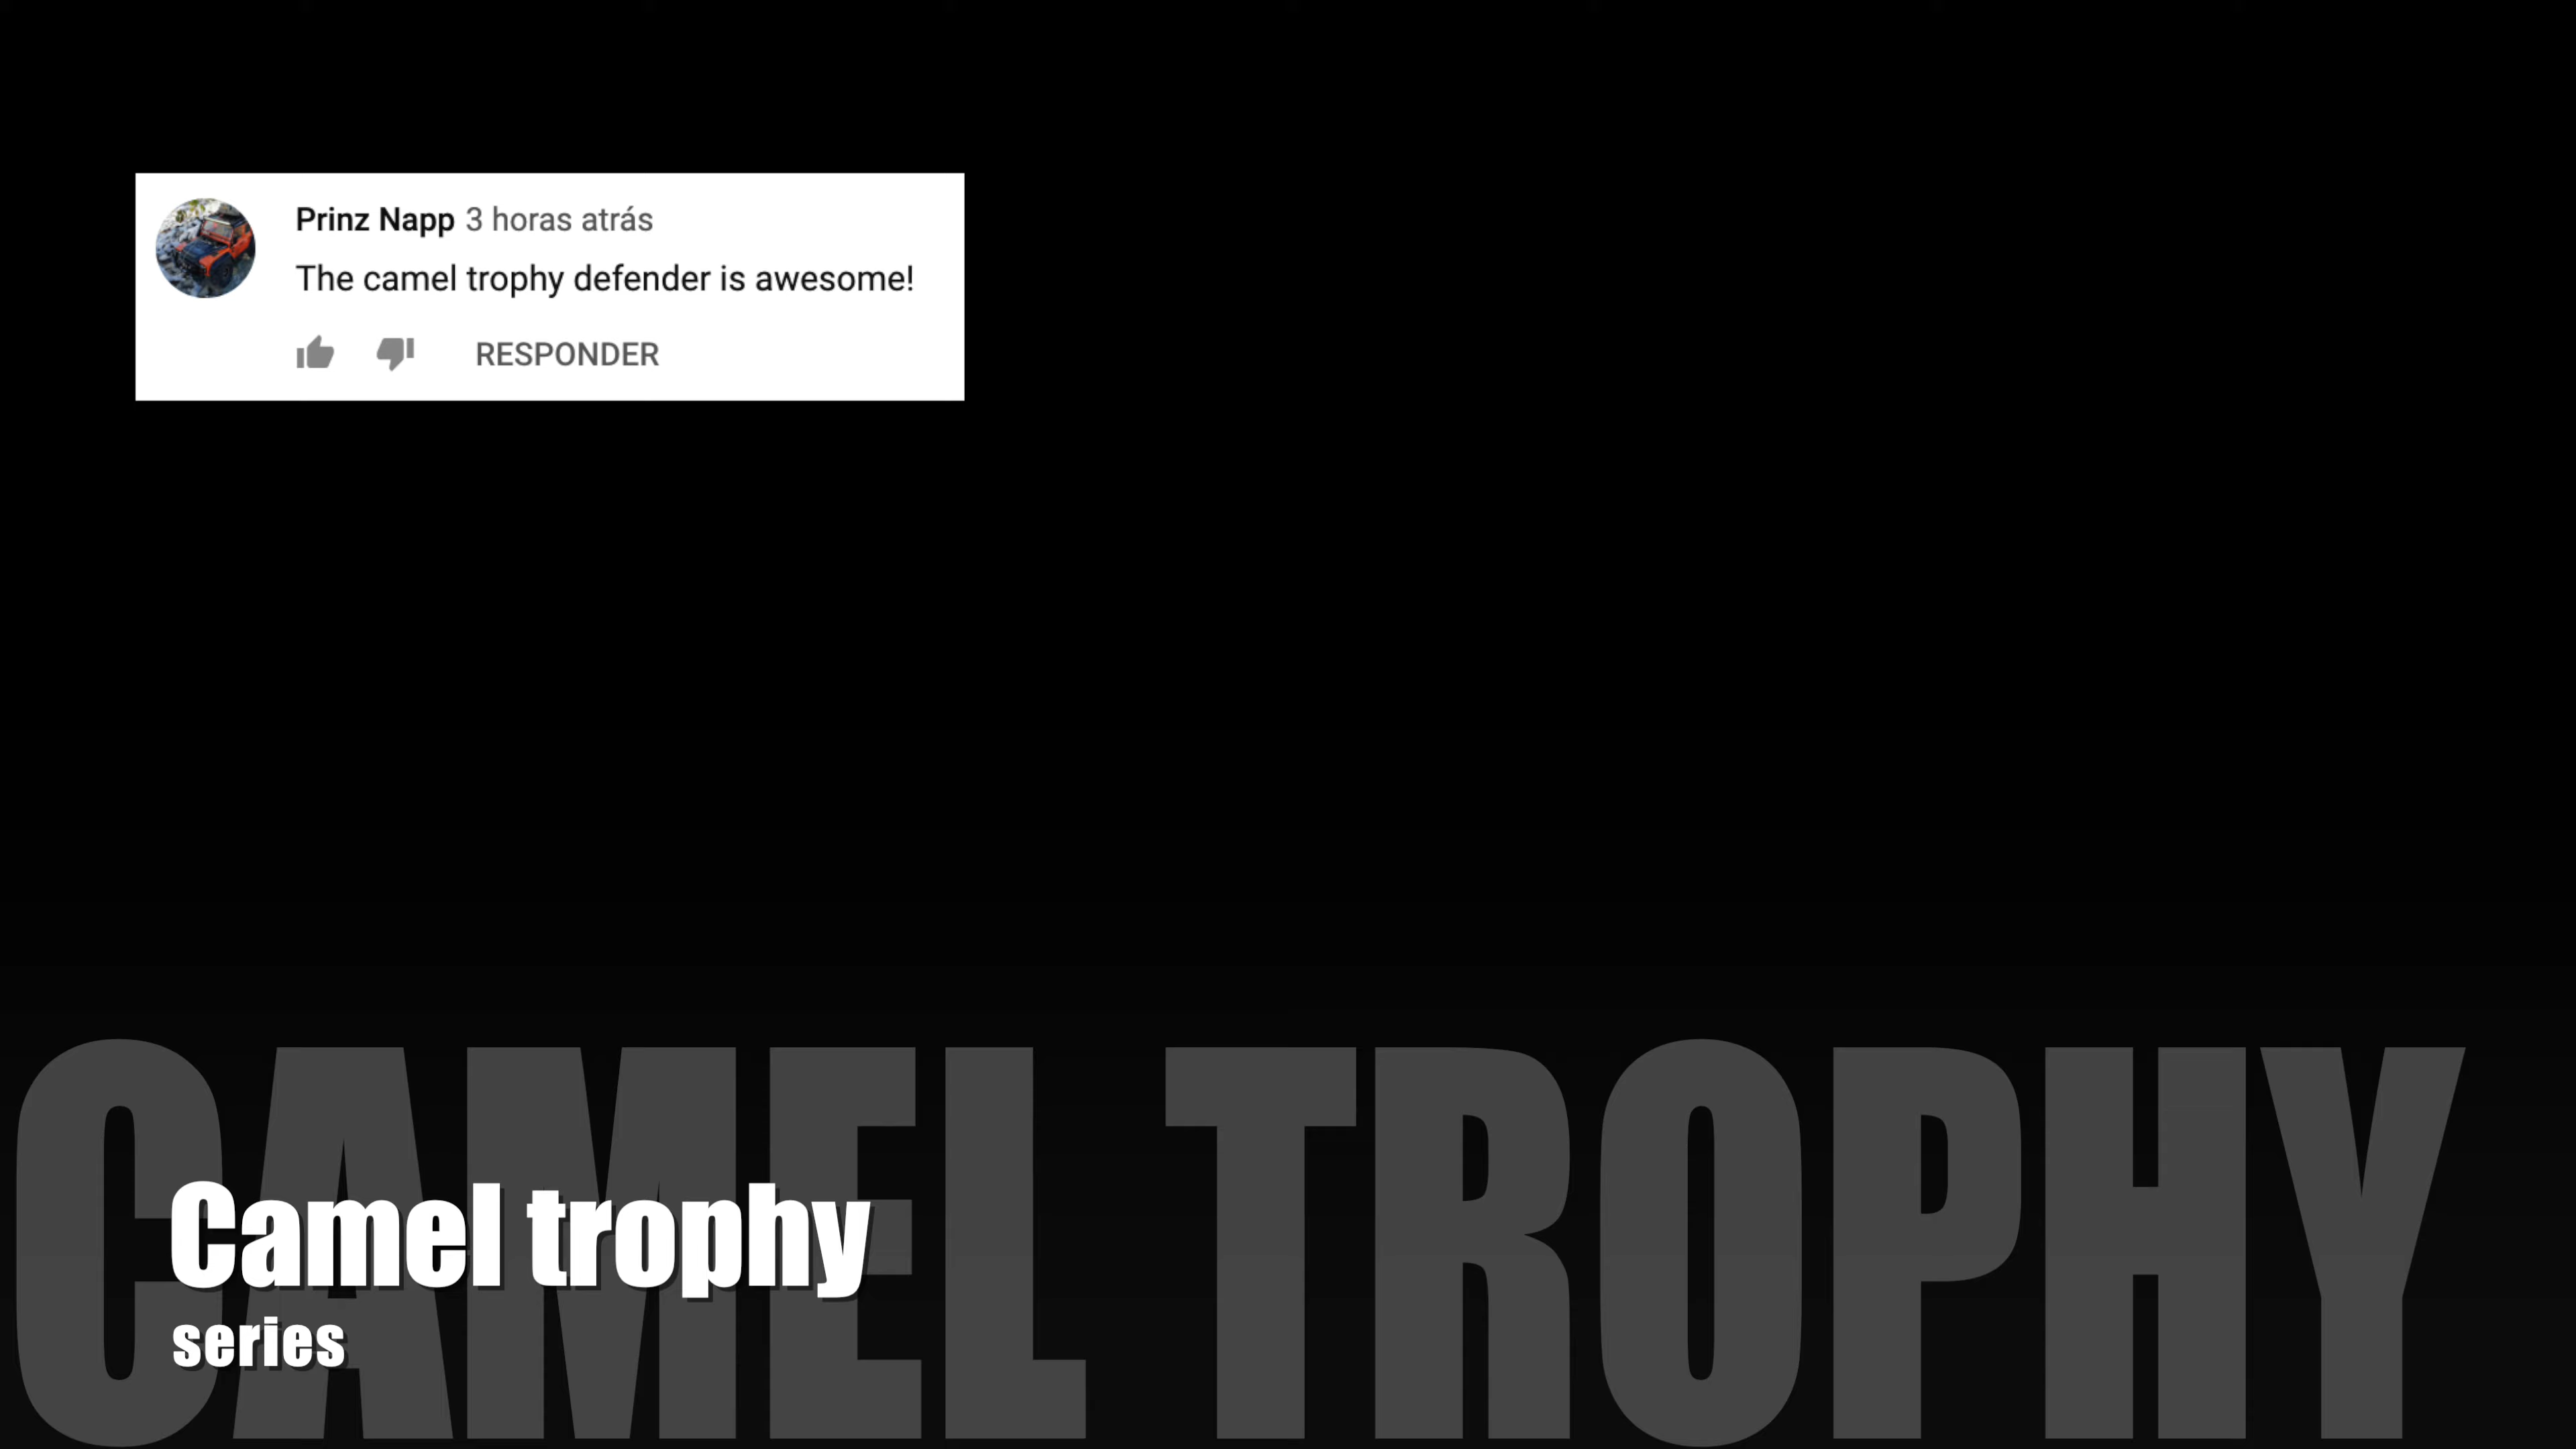 Prinz Napp 3 horas atrás
The camel trophy defender is awesome!
RESPONDER
CAMEL TROPHY
Camel trophy
series